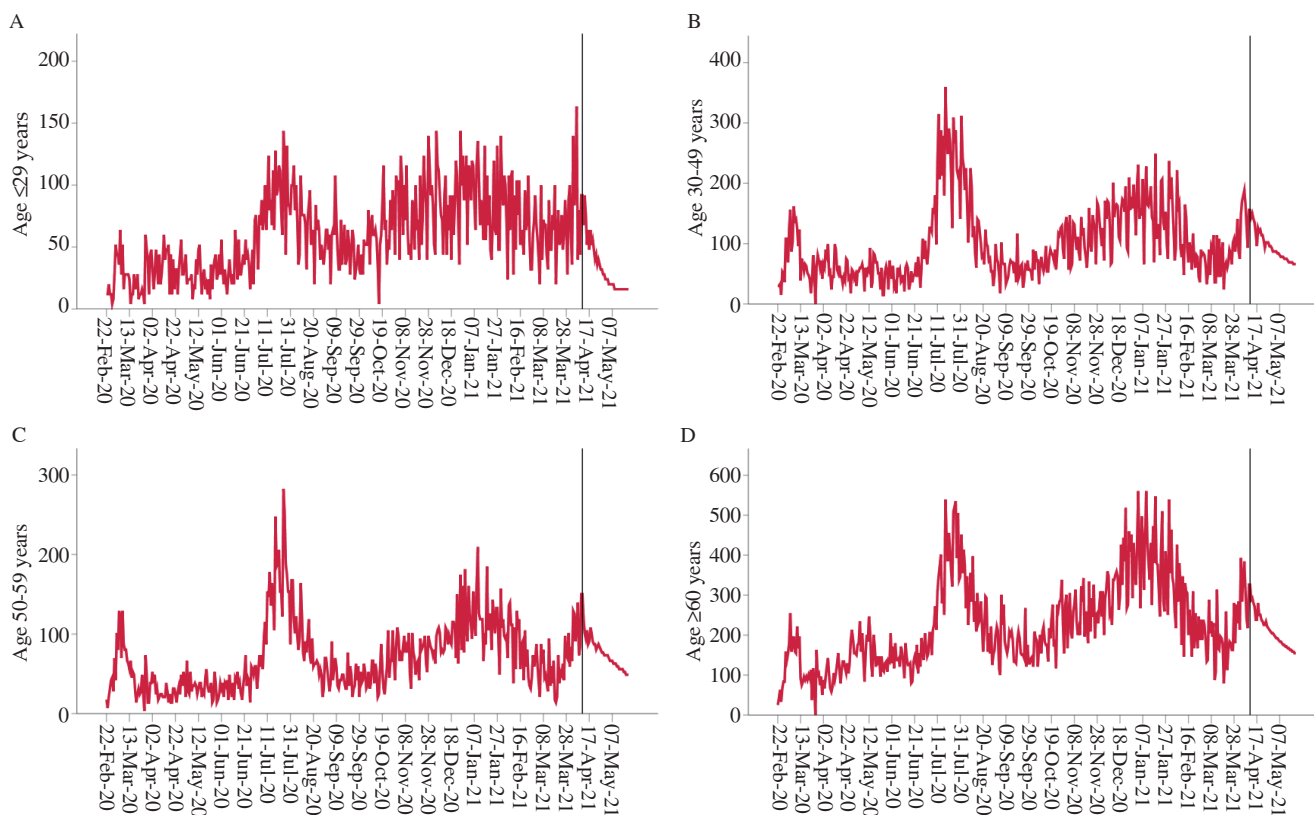 A
Age ≤29 years
200
150
100
50
0
22-Feb-20
13-Mar-20
02-Apr-20
22-Apr-20
12-May-20
01-Jun-20
21-Jun-20
11-Jul-20
31-Jul-20
20-Aug-20
09-Sep-20
29-Sep-20
19-Oct-20
08-Nov-20
28-Nov-20
18-Dec-20
07-Jan-21
27-Jan-21
16-Feb-21
08-Mar-21
28-Mar-21
17-Apr-21
07-May-21
B
Age 30-49 years
400
300
200
100
0
22-Feb-20
13-Mar-20
02-Apr-20
22-Apr-20
12-May-20
01-Jun-20
21-Jun-20
11-Jul-20
31-Jul-20
20-Aug-20
09-Sep-20
29-Sep-20
19-Oct-20
08-Nov-20
28-Nov-20
18-Dec-20
07-Jan-21
27-Jan-21
16-Feb-21
08-Mar-21
28-Mar-21
17-Apr-21
07-May-21
C
Age 50-59 years
300
200
100
0
22-Feb-20
13-Mar-20
02-Apr-20
22-Apr-20
12-May-20
01-Jun-20
21-Jun-20
11-Jul-20
31-Jul-20
20-Aug-20
09-Sep-20
29-Sep-20
19-Oct-20
08-Nov-20
28-Nov-20
18-Dec-20
07-Jan-21
27-Jan-21
16-Feb-21
08-Mar-21
28-Mar-21
17-Apr-21
07-May-21
D
Age ≥60 years
600
500
400
300
200
100
0
22-Feb-20
13-Mar-20
02-Apr-20
22-Apr-20
12-May-20
01-Jun-20
21-Jun-20
11-Jul-20
31-Jul-20
20-Aug-20
09-Sep-20
29-Sep-20
19-Oct-20
08-Nov-20
28-Nov-20
18-Dec-20
07-Jan-21
27-Jan-21
16-Feb-21
08-Mar-21
28-Mar-21
17-Apr-21
07-May-21